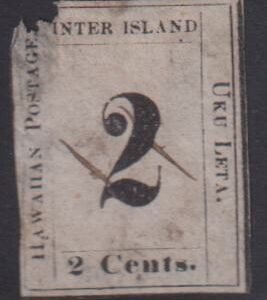 INTER ISLAND
HAWAIIAN POSTAGE.
2
UKU LETA.
2 Cents.